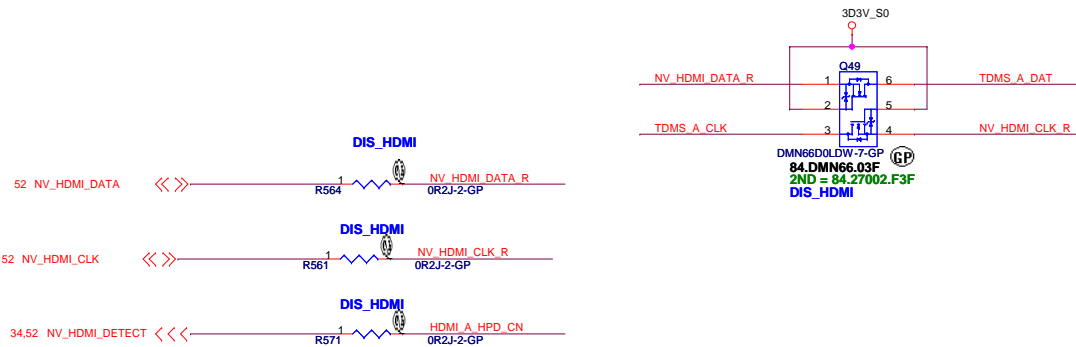 3D3V_S0
Q49
NV_HDMI_DATA_R 1 6 TDMS_A_DAT
2 5
TDMS_A_CLK 3 4 NV_HDMI_CLK_R
DMN66D0LDW-7-GP GP
84.DMN66.03F
2ND = 84.27002.F3F
DIS_HDMI
DIS_HDMI
52 NV_HDMI_DATA 1 NV_HDMI_DATA_R
R564 0R2J-2-GP
DIS_HDMI
52 NV_HDMI_CLK 1 NV_HDMI_CLK_R
R561 0R2J-2-GP
DIS_HDMI
34,52 NV_HDMI_DETECT 1 HDMI_A_HPD_CN
R571 0R2J-2-GP